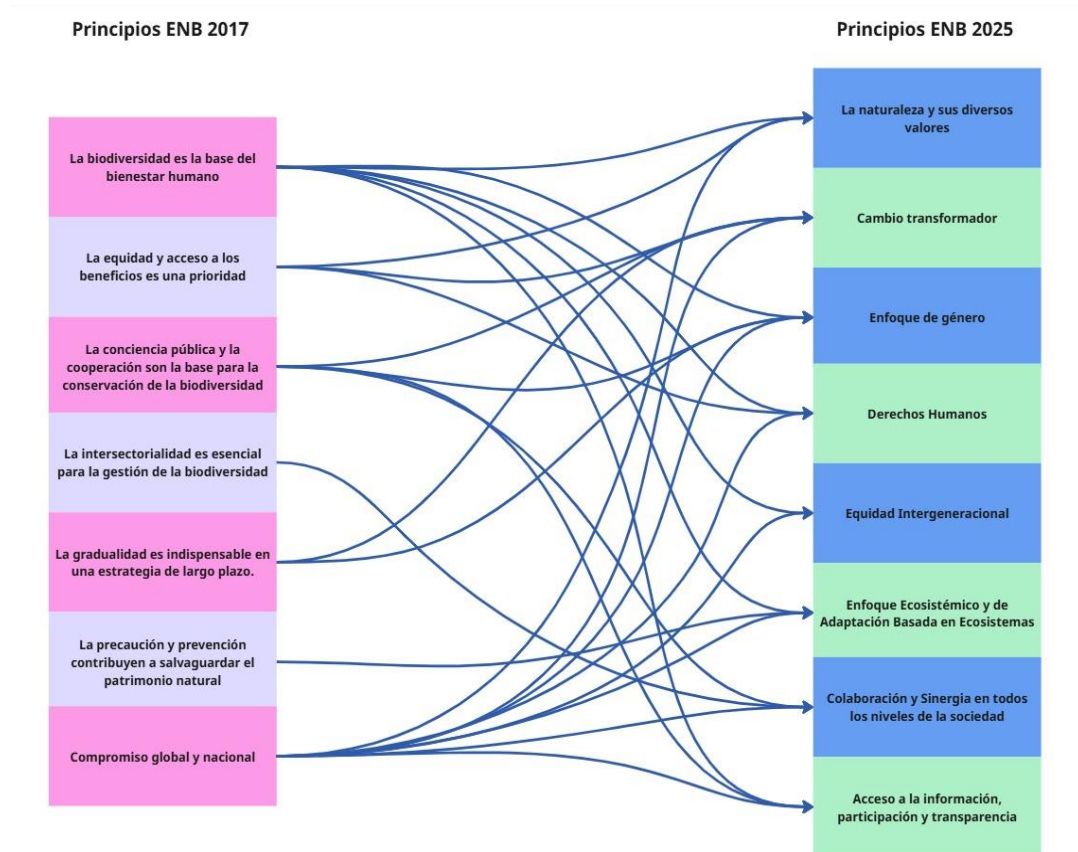 Principios ENB 2017
La biodiversidad es la base del
bienestar humano
La equidad y acceso a los
beneficios es una prioridad
La conciencia pública y la
cooperación son la base para la
conservación de la biodiversidad
La intersectorialidad es esencial
para la gestión de la biodiversidad
La gradualidad es indispensable en
una estrategia de largo plazo.
La precaución y prevención
contribuyen a salvaguardar el
patrimonio natural
Compromiso global y nacional
Principios ENB 2025
La naturaleza y sus diversos
valores
Cambio transformador
Enfoque de género
Derechos Humanos
Equidad Intergeneracional
Enfoque Ecosistémico y de
Adaptación Basada en Ecosistemas
Colaboración y Sinergia en todos
los niveles de la sociedad
Acceso a la información,
participación y transparencia